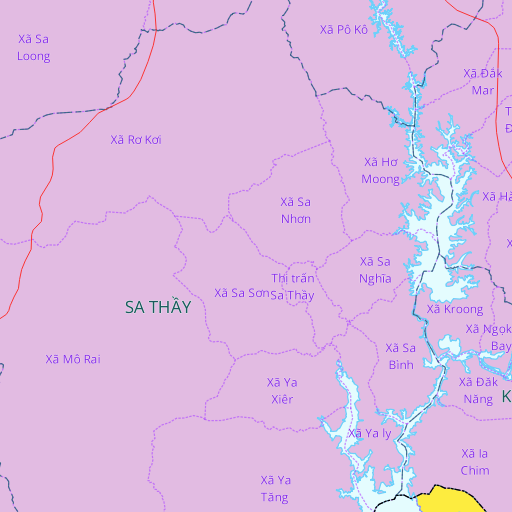 Xã Pô Kô
Xã Sa
Loong
Xã Đắk
Mar
Xã Rơ Kơi
Xã Hơ
Moong
Xã Sa
Nhơn
Xã Sa
Nghĩa
Thị trấn
Sa Thầy
Xã Sa Sơn
SA THẦY
Xã Kroong
Xã Ngok
Bay
Xã Mô Rai
Xã Sa
Bình
Xã Ya
Xiêr
Xã Đăk
Năng
Xã Ya ly
Xã Ia
Chim
Xã Ya
Tăng